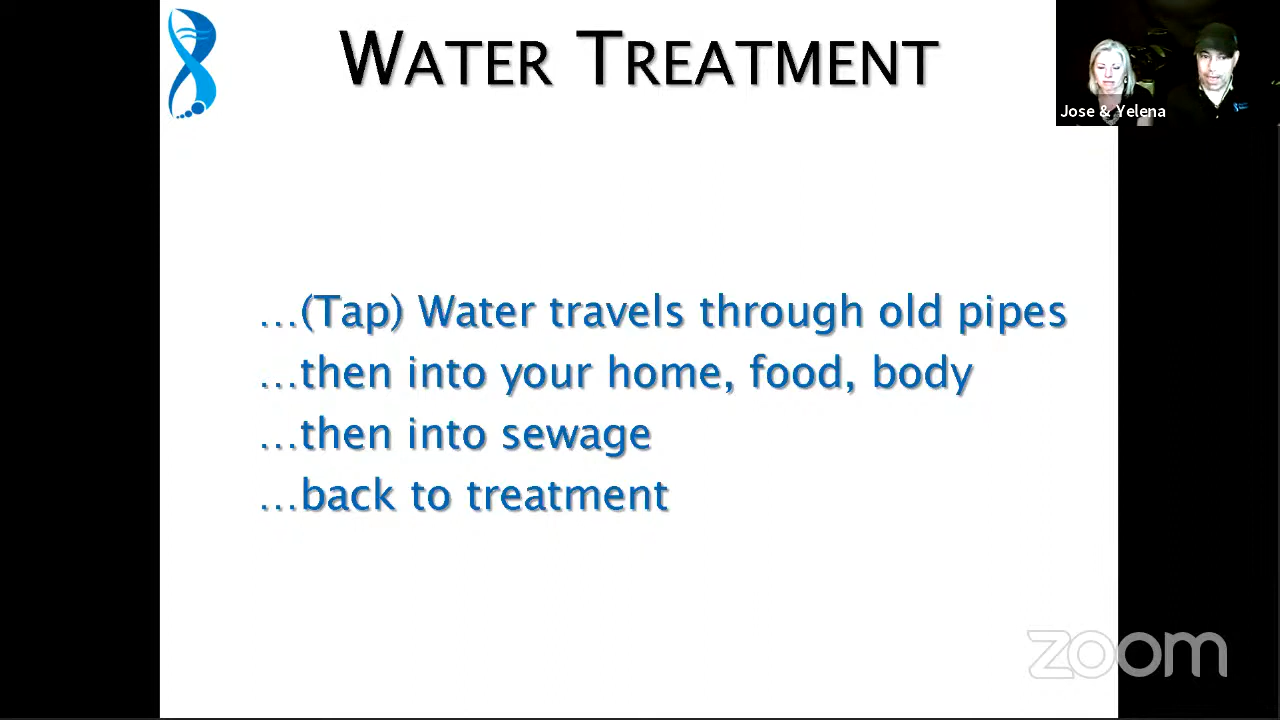 WATER TREATMENT
Jose & Yelena
…(Tap) Water travels through old pipes
…then into your home, food, body
…then into sewage
…back to treatment
zoom